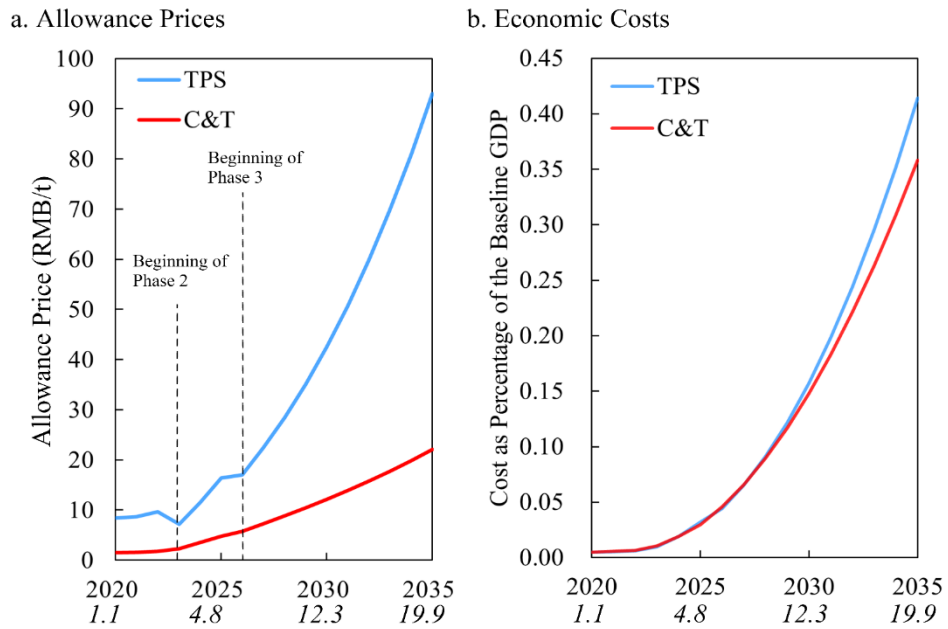 a. Allowance Prices
Allowance Price (RMB/t)
100
90
80
70
60
50
40
30
20
10
0
TPS
C&T
Beginning of
Phase 2
Beginning of
Phase 3
2020 2025 2030 2035
1.1 4.8 12.3 19.9
b. Economic Costs
Cost as Percentage of the Baseline GDP
0.45
0.40
0.35
0.30
0.25
0.20
0.15
0.10
0.05
0.00
TPS
C&T
2020 2025 2030 2035
1.1 4.8 12.3 19.9